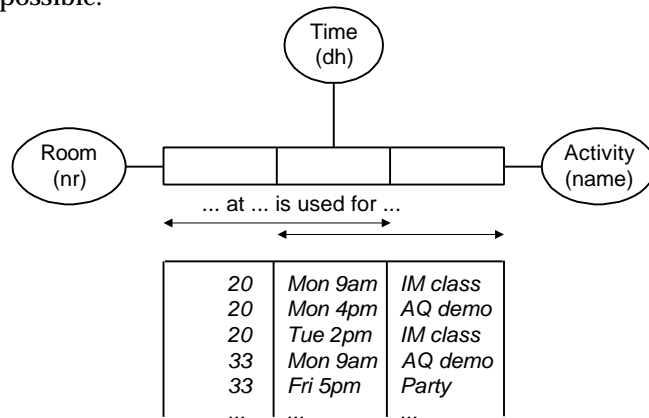 possible.
Time
(dh)
Room
(nr)
Activity
(name)
... at ... is used for ...
20 Mon 9am IM class
20 Mon 4pm AQ demo
20 Tue 2pm IM class
33 Mon 9am AQ demo
33 Fri 5pm Party
... ... ...